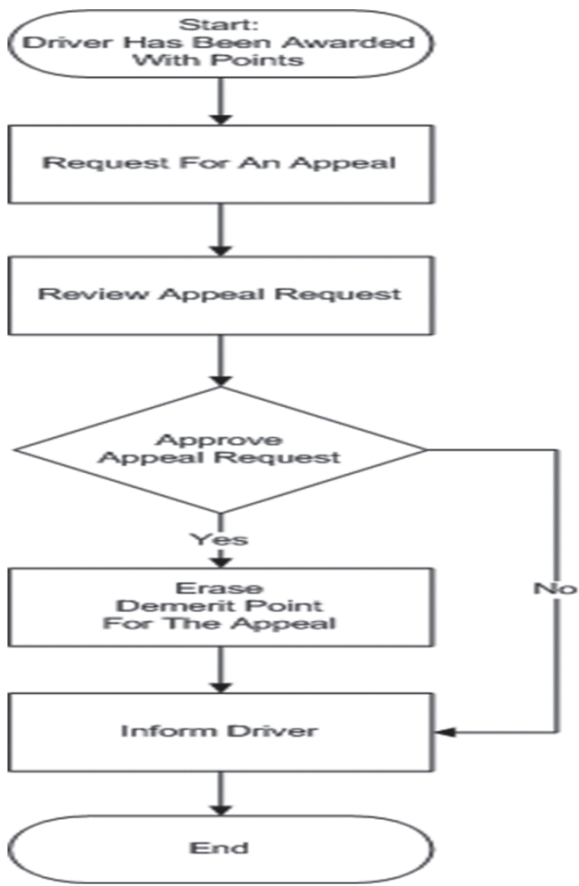 Start:
Driver Has Been Awarded
With Points
Request For An Appeal
Review Appeal Request
Approve
Appeal Request
Yes
Erase
Demerit Point
For The Appeal
No
Inform Driver
End